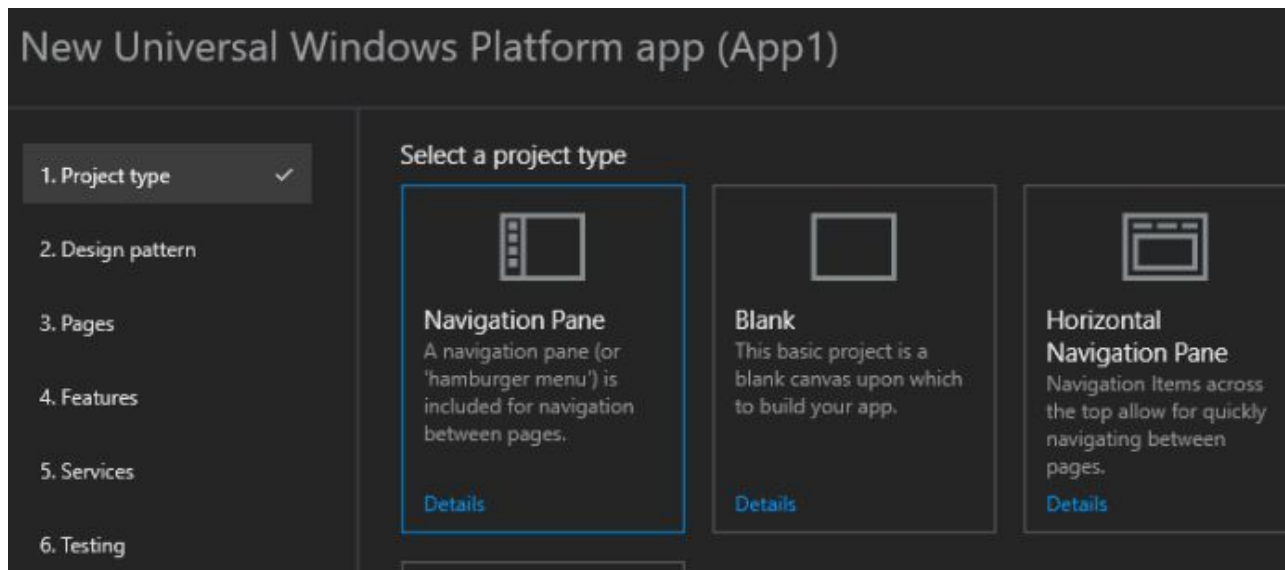 New Universal Windows Platform app (App1)
1. Project type
2. Design pattern
3. Pages
4. Features
5. Services
6. Testing
Select a project type
Navigation Pane
A navigation pane (or
'hamburger menu') is
included for navigation
between pages.
Details
Blank
This basic project is a
blank canvas upon which
to build your app.
Details
Horizontal
Navigation Pane
Navigation Items across
the top allow for quickly
navigating between
pages.
Details